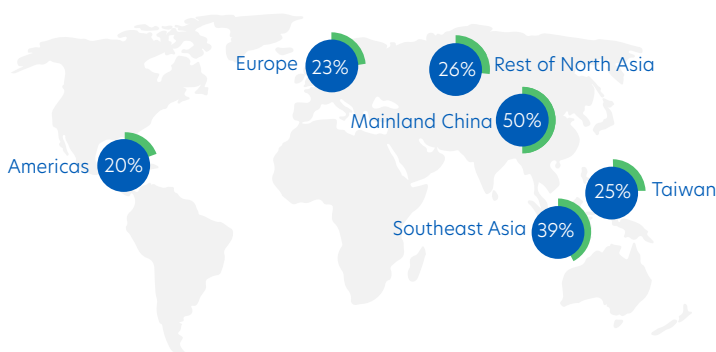 Europe 23%
26% Rest of North Asia
Mainland China 50%
Americas 20%
25% Taiwan
Southeast Asia 39%